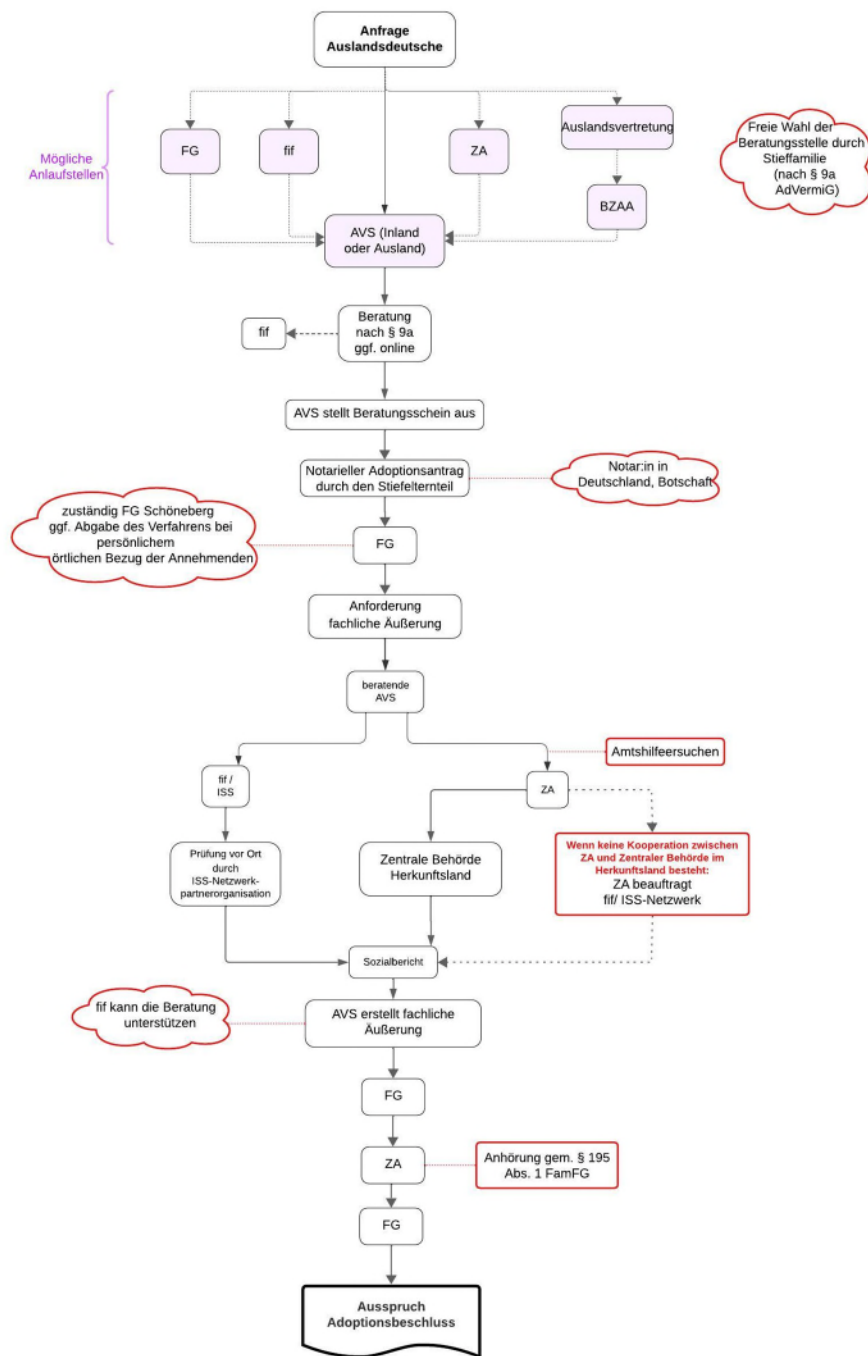 Anfrage
Auslandsdeutsche
Mögliche
Anlaufstellen
FG
fif
ZA
Auslandsvertretung
BZAA
Freie Wahl der
Beratungsstelle durch
Stieffamilie
(nach § 9a
AdVermiG)
AVS (Inland
oder Ausland)
fif
Beratung
nach § 9a
ggf. online
AVS stellt Beratungsschein aus
Notarieller Adoptionsantrag
durch den Stiefelternteil
Notar:in in
Deutschland, Botschaft
zuständig FG Schöneberg
ggf. Abgabe des Verfahrens bei
persönlichem
örtlichen Bezug der Annehmenden
FG
Anforderung
fachliche Äußerung
beratende
AVS
Amtshilfeersuchen
fif /
ISS
ZA
Prüfung vor Ort
durch
ISS-Netzwerk-
partnerorganisation
Zentrale Behörde
Herkunftsland
Wenn keine Kooperation zwischen
ZA und Zentraler Behörde im
Herkunftsland besteht:
ZA beauftragt
fif/ ISS-Netzwerk
Sozialbericht
fif kann die Beratung
unterstützen
AVS erstellt fachliche
Äußerung
FG
ZA
Anhörung gem. § 195
Abs. 1 FamFG
FG
Ausspruch
Adoptionsbeschluss